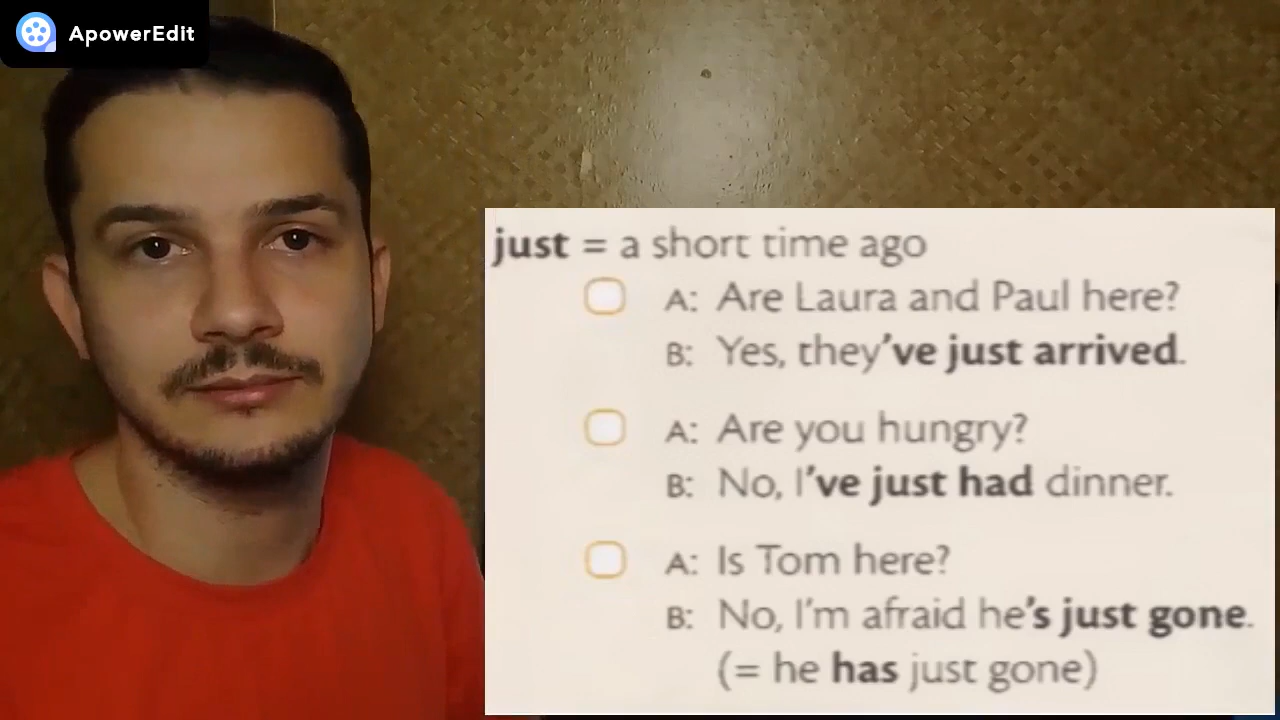 ApowerEdit
just = a short time ago
A: Are Laura and Paul here?
B: Yes, they've just arrived.
A: Are you hungry?
B: No, I've just had dinner.
A: Is Tom here?
B: No, I'm afraid he's just gone.
(= he has just gone)